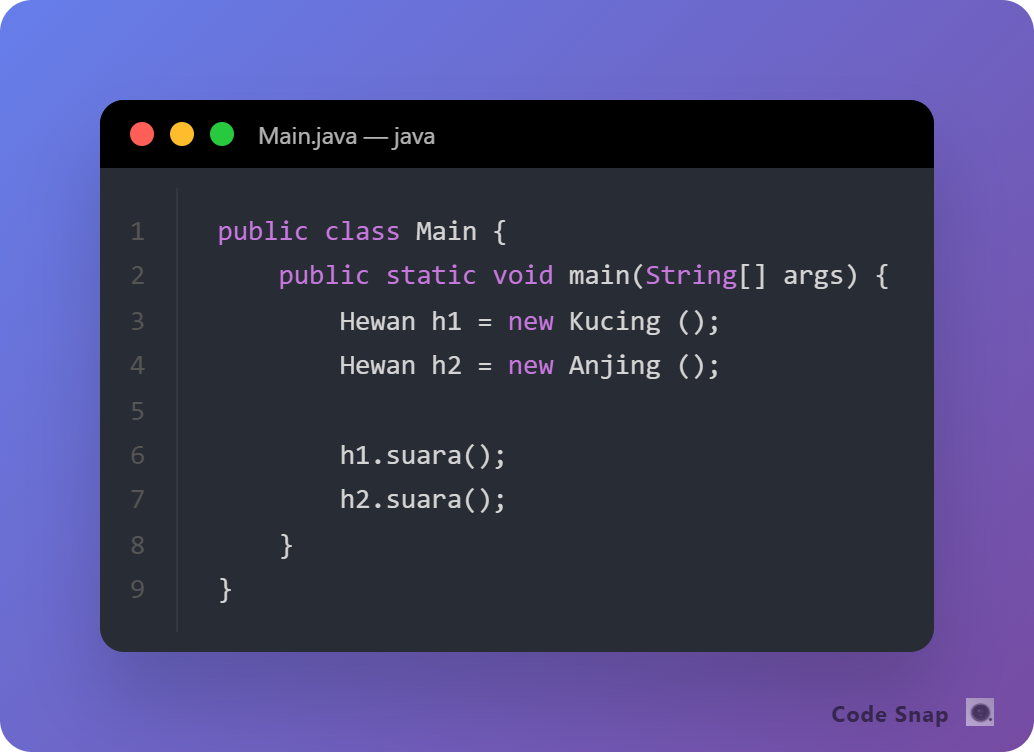 Main.java — java
1 public class Main {
2     public static void main(String[] args) {
3         Hewan h1 = new Kucing ();
4         Hewan h2 = new Anjing ();
5
6         h1.suara();
7         h2.suara();
8     }
9 }
Code Snap